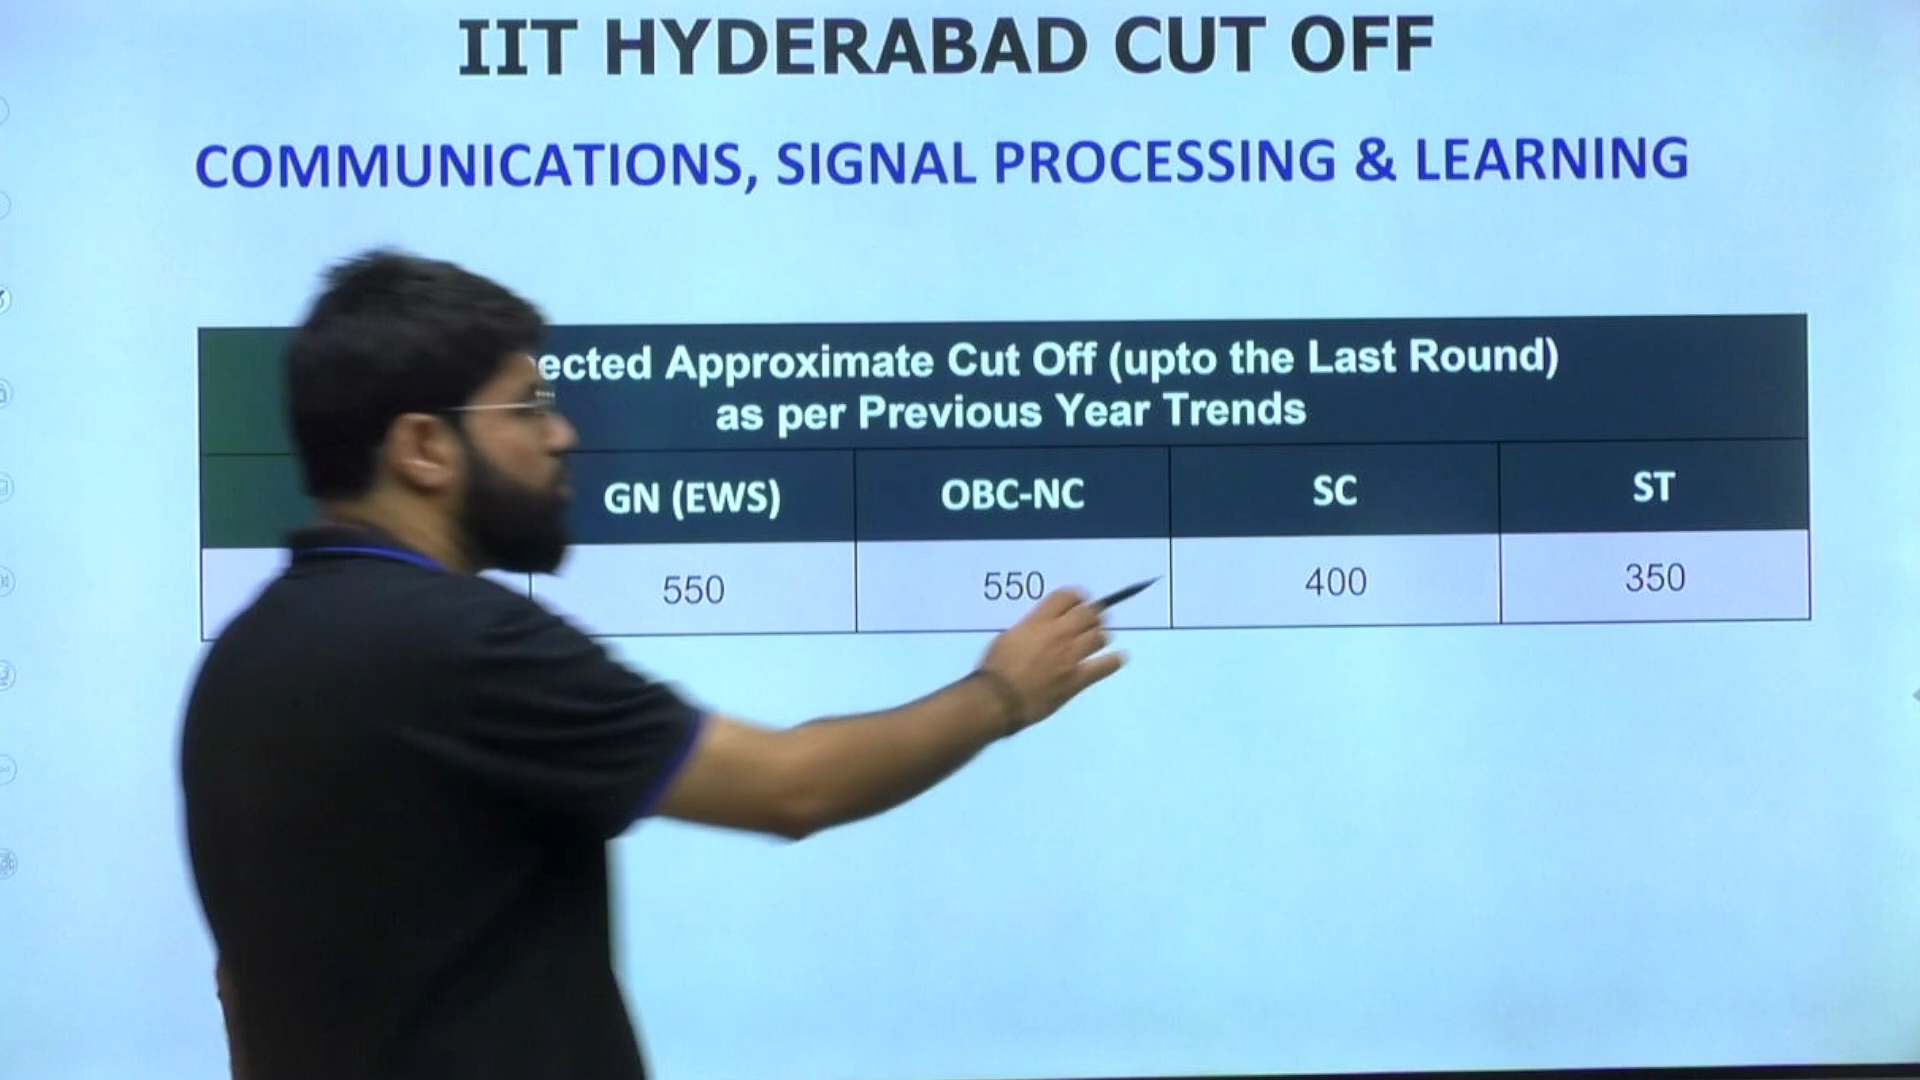 IIT HYDERABAD CUT OFF
COMMUNICATIONS, SIGNAL PROCESSING & LEARNING
ected Approximate Cut Off (upto the Last Round)
as per Previous Year Trends
GN (EWS) OBC-NC SC ST
550 550 400 350